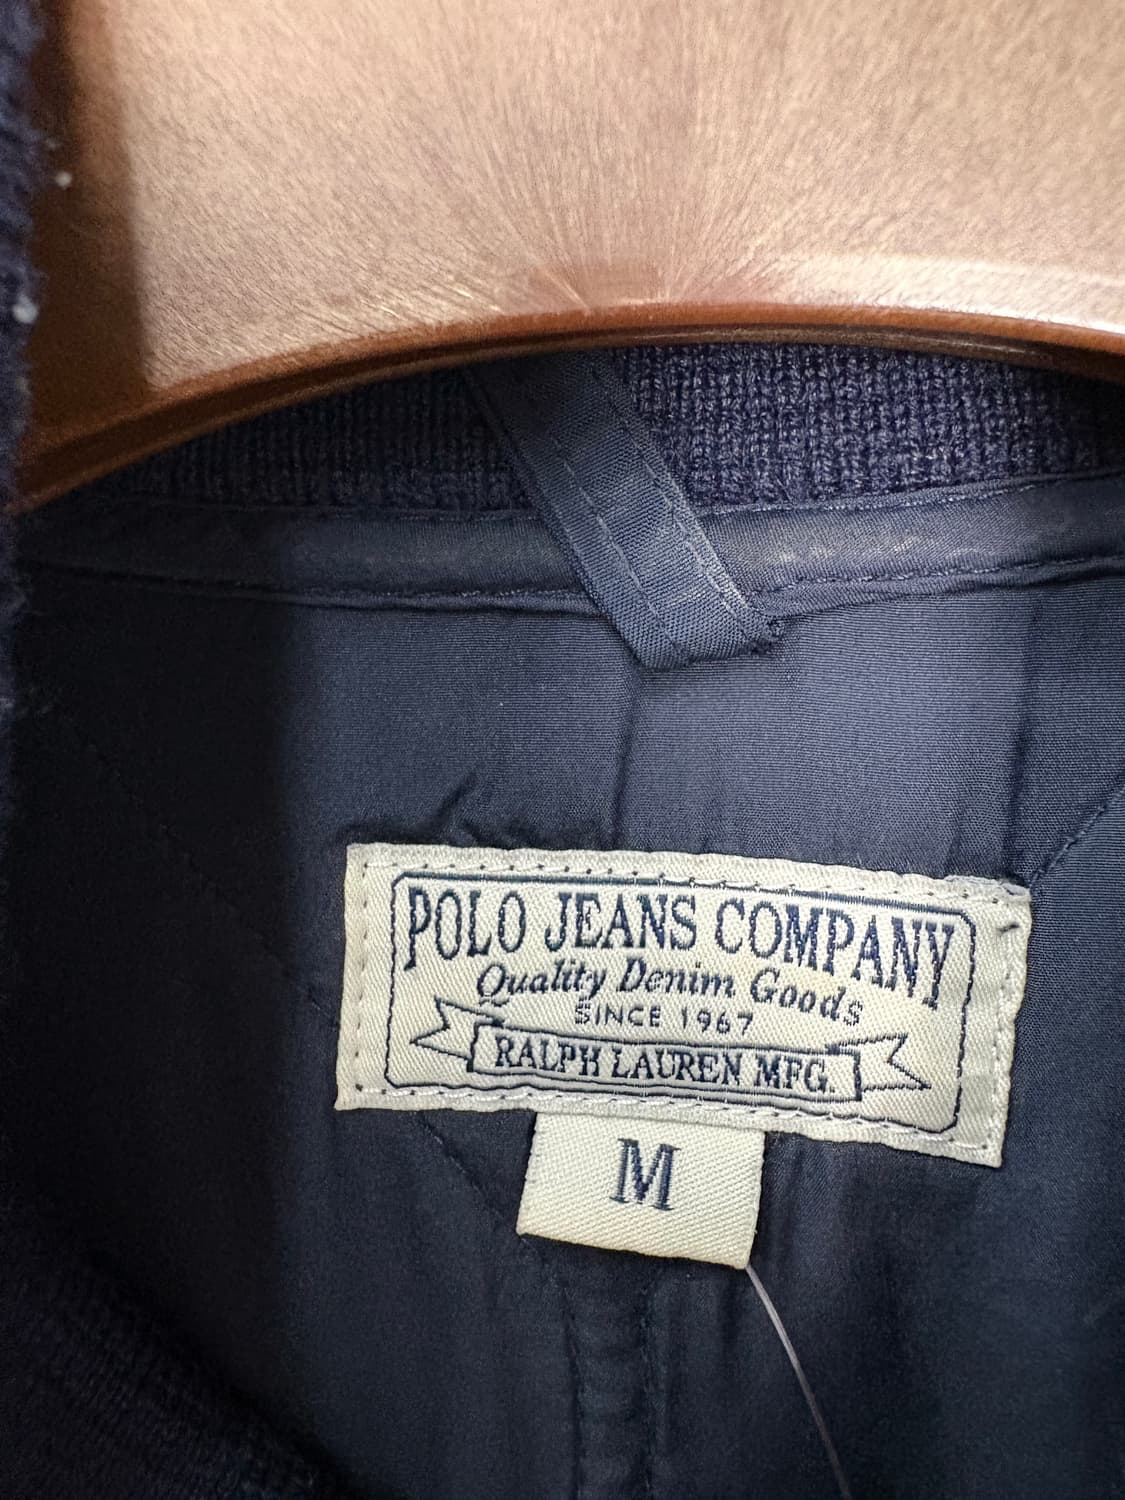 POLO JEANS COMPANY
Quality Denim Goods
SINCE 1967
RALPH LAUREN MFG.
M